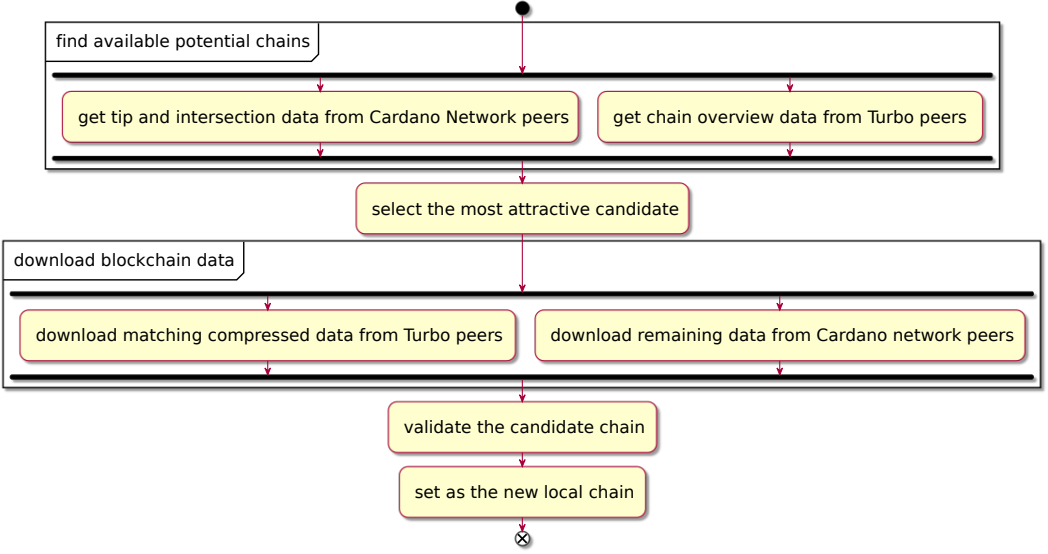 find available potential chains
get tip and intersection data from Cardano Network peers
get chain overview data from Turbo peers
select the most attractive candidate
download blockchain data
download matching compressed data from Turbo peers
download remaining data from Cardano network peers
validate the candidate chain
set as the new local chain